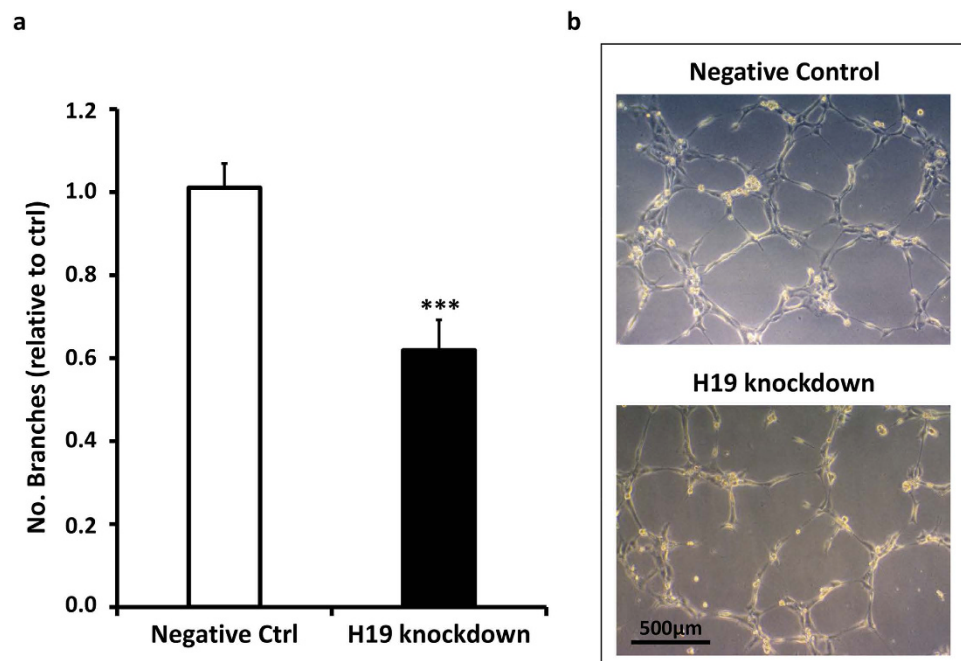 a
No. Branches (relative to ctrl)
1.2
1.0
0.8
0.6
0.4
0.2
0.0
***
Negative Ctrl
H19 knockdown
b
Negative Control
H19 knockdown
500µm